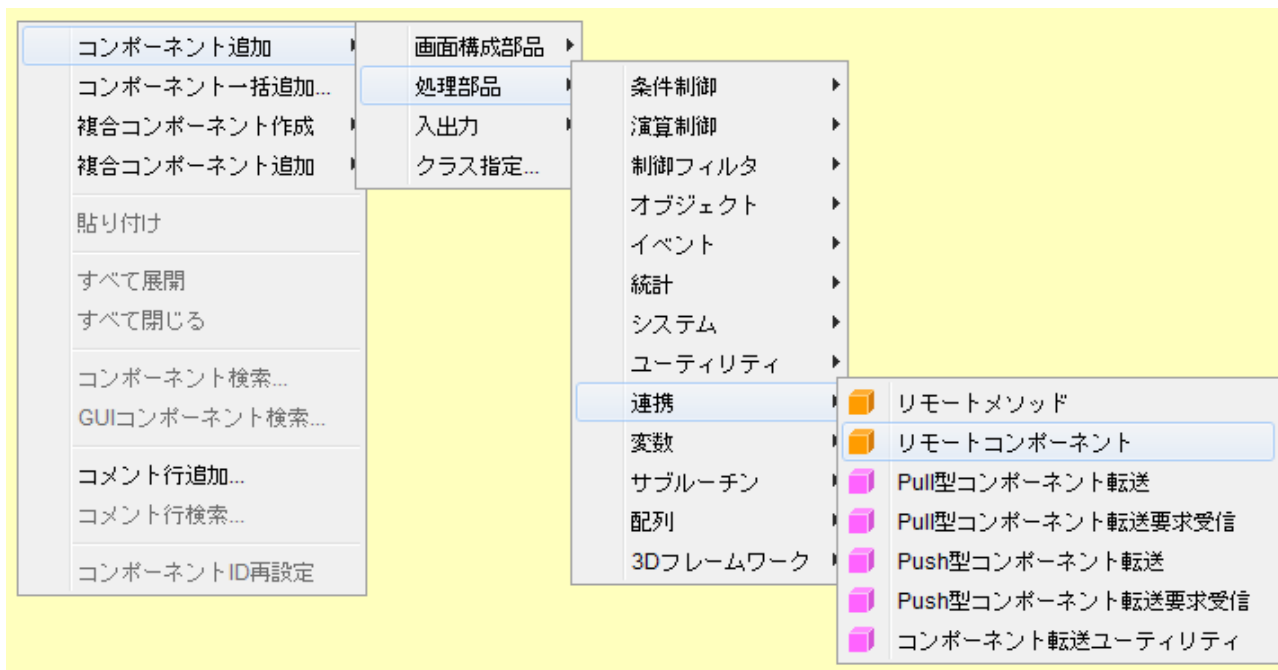 コンポーネント追加
コンポーネント一括追加...
複合コンポーネント作成
複合コンポーネント追加
貼り付け
すべて展開
すべて閉じる
コンポーネント検索...
GUIコンポーネント検索...
コメント行追加...
コメント行検索...
コンポーネントID再設定
画面構成部品
処理部品
入出力
クラス指定...
条件制御
演算制御
制御フィルタ
オブジェクト
イベント
統計
システム
ユーティリティ
連携
変数
サブルーチン
配列
3Dフレームワーク
リモートメソッド
リモートコンポーネント
Pull型コンポーネント転送
Pull型コンポーネント転送要求受信
Push型コンポーネント転送
Push型コンポーネント転送要求受信
コンポーネント転送ユーティリティ